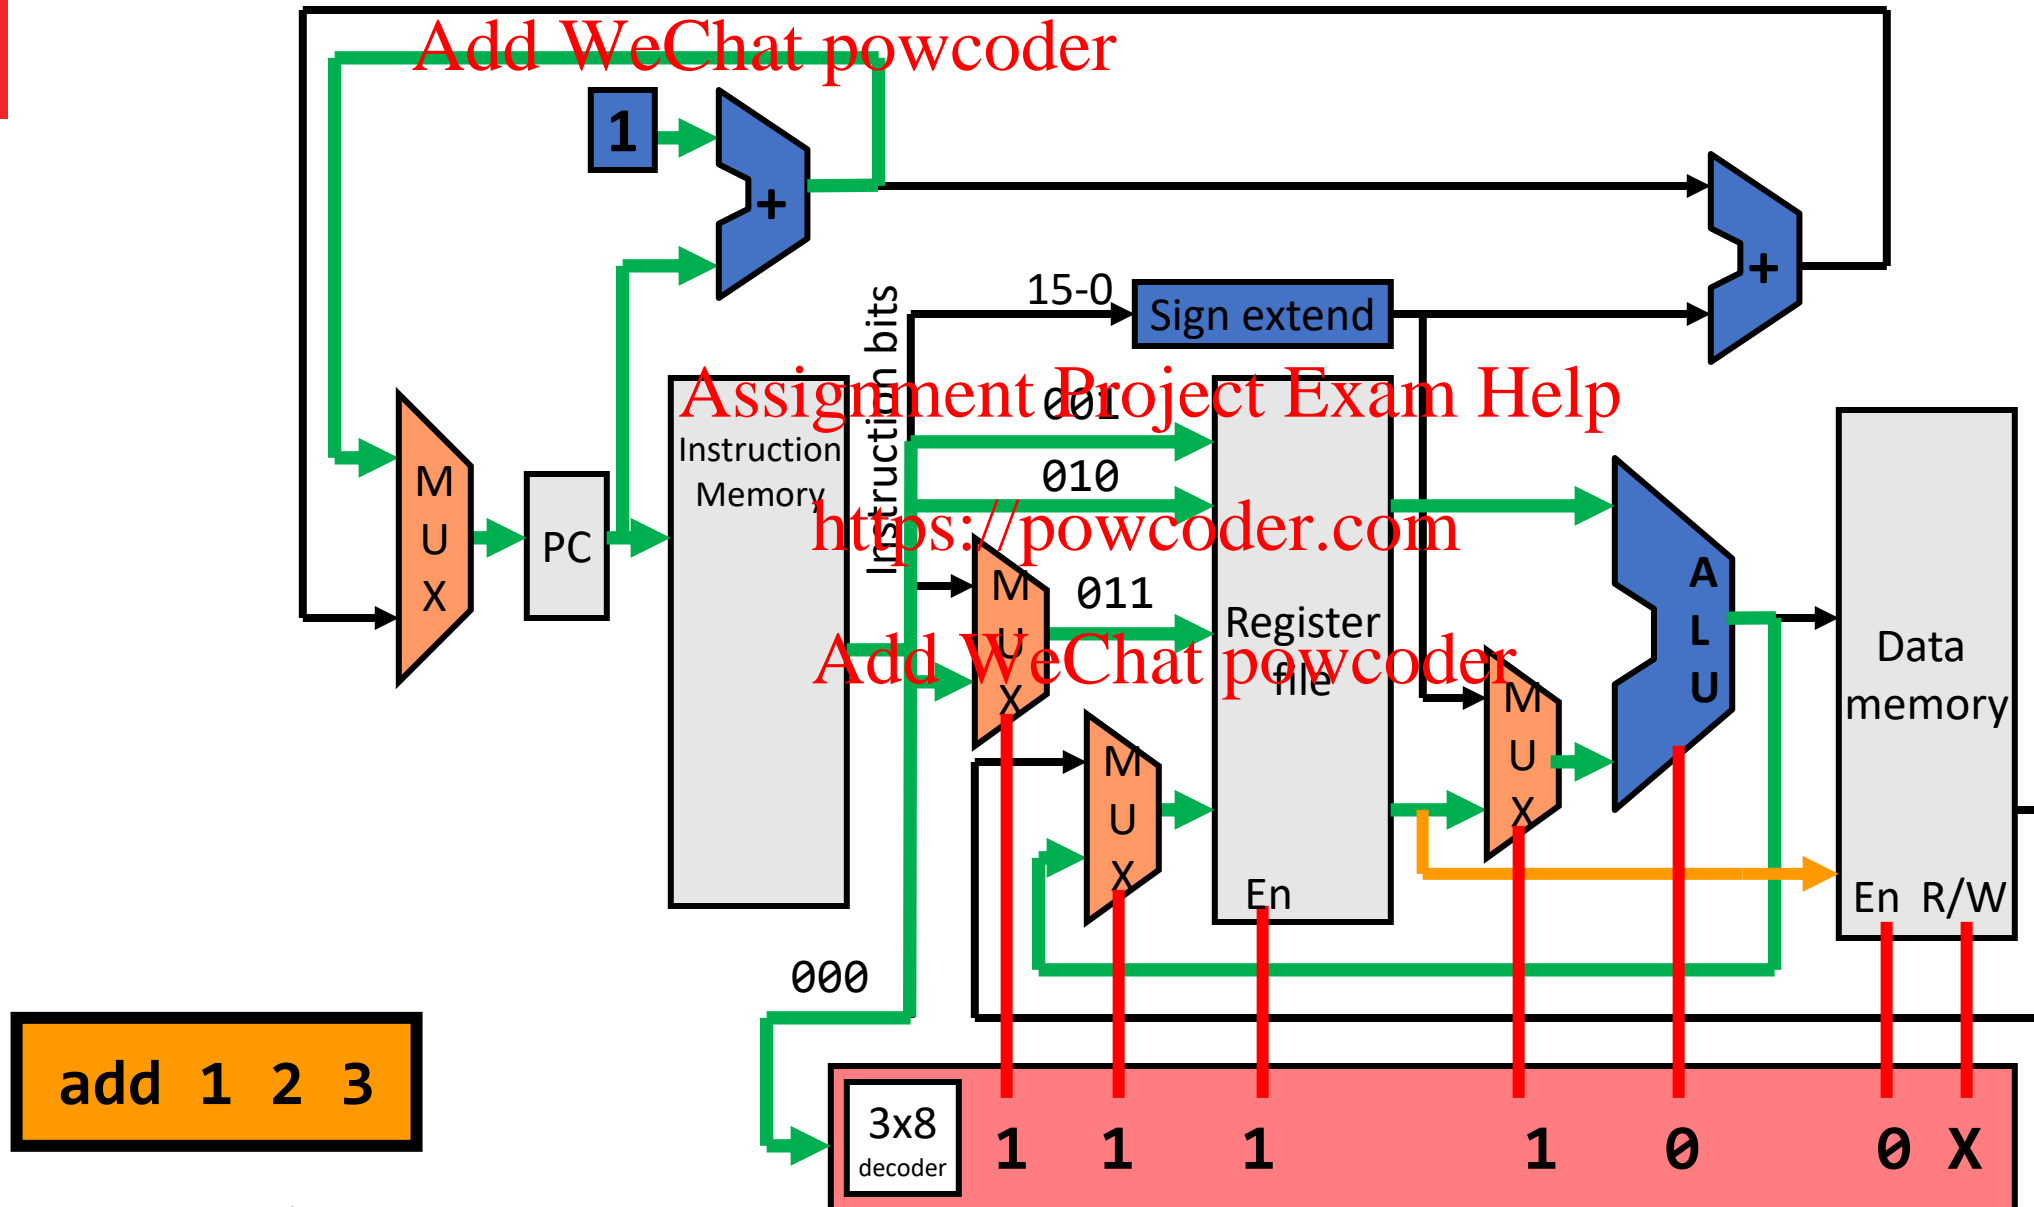 Add WeChat powcoder
1
+
+
15-0
Sign extend
Instruction bits
Assignment Project Exam Help
001
Instruction
Memory
010
https://powcoder.com
M
U
X
PC
M
U
X
011
Register
file
A
L
U
Data
memory
Add WeChat powcoder
M
U
X
M
U
X
En
En R/W
000
add 1 2 3
3x8
decoder
1 1 1 1 0 0 X